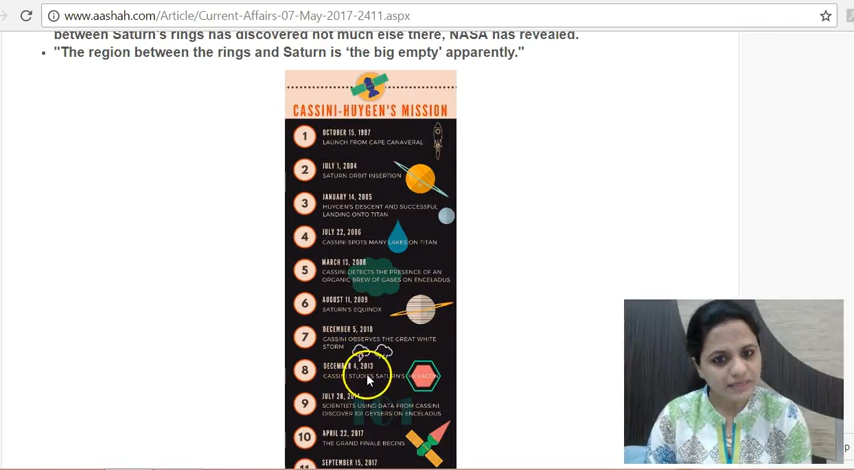 www.aashah.com/Article/Current-Affairs-07-May-2017-2411.aspx
between Saturn's rings has discovered not much else there, NASA has revealed.
"The region between the rings and Saturn is 'the big empty' apparently."
CASSINI-HUYGEN'S MISSION
1
OCTOBER 15, 1997
LAUNCH FROM CAPE CANAVERAL
2
JULY 1, 2004
SATURN ORBIT INSERTION
3
JANUARY 14, 2005
HUYGEN'S DESCENT AND SUCCESSFUL
LANDING ONTO TITAN
4
JULY 22, 2006
CASSINI SPOTS MANY LAKES ON TITAN
5
MARCH 13, 2008
CASSINI DETECTS THE PRESENCE OF AN
ORGANIC BREW OF GASES ON ENCELADUS
6
AUGUST 11, 2009
SATURN'S EQUINOX
7
DECEMBER 5, 2010
CASSINI OBSERVES THE GREAT WHITE
STORM
8
DECEMBER 4, 2013
CASSINI STUDIES SATURN'S HEXAGON
9
JULY 28, 2014
SCIENTISTS USING DATA FROM CASSINI
DISCOVER 101 GEYSERS ON ENCELADUS
101
10
APRIL 22, 2017
THE GRAND FINALE BEGINS
11
SEPTEMBER 15, 2017